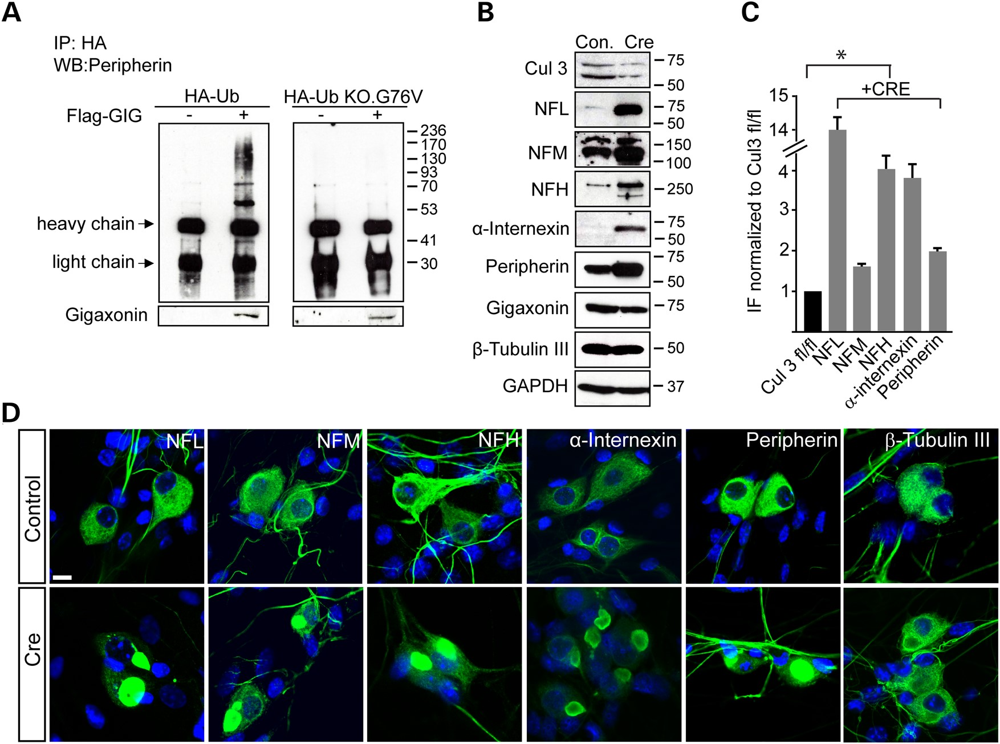 A
IP: HA
WB:Peripherin
HA-Ub
HA-Ub KO.G76V
Flag-GIG
- +
- +
236
170
130
93
70
53
41
30
heavy chain
light chain
Gigaxonin
B
Con. Cre
Cul 3
75
50
NFL
75
50
NFM
150
100
NFH
250
α-Internexin
75
50
Peripherin
75
50
Gigaxonin
75
β-Tubulin III
50
GAPDH
37
C
*
+CRE
IF normalized to Cul3 fl/fl
15
14
4
3
2
1
Cul 3 fl/fl
NFL
NFM
NFH
α-internexin
Peripherin
D
Control
NFL
NFM
NFH
α-Internexin
Peripherin
β-Tubulin III
Cre